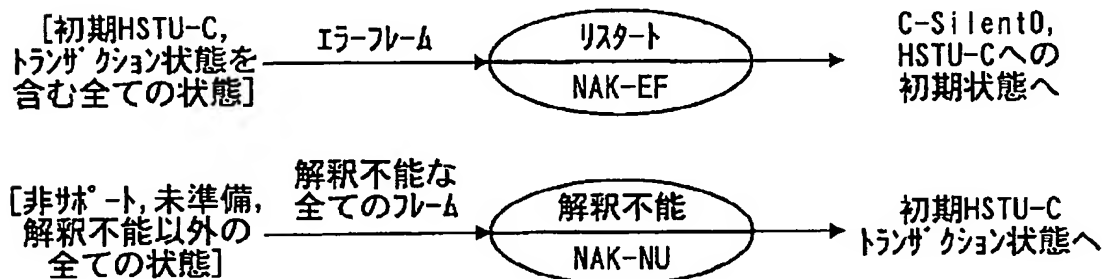 [初期HSTU-C,
トランザクション状態を
含む全ての状態]
エラーフレーム
リスタート
NAK-EF
C-Silent0,
HSTU-Cへの
初期状態へ
[非サポート,未準備,
解釈不能以外の
全ての状態]
解釈不能な
全てのフレーム
解釈不能
NAK-NU
初期HSTU-C
トランザクション状態へ